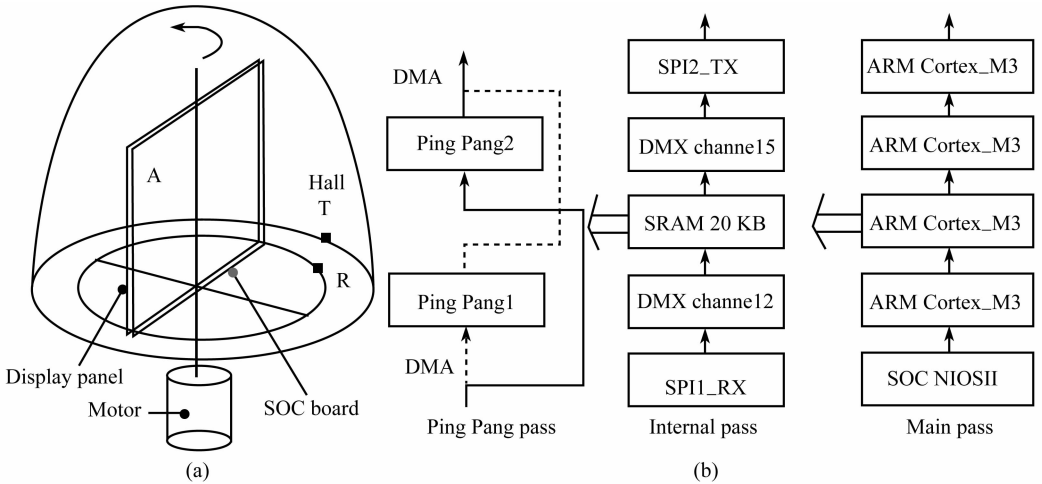 A
Hall
T
R
Display panel
Motor
SOC board
(a)
DMA
Ping Pang2
Ping Pang1
DMA
Ping Pang pass
SPI2_TX
DMX channe15
SRAM 20 KB
DMX channe12
SPI1_RX
Internal pass
ARM Cortex_M3
ARM Cortex_M3
ARM Cortex_M3
ARM Cortex_M3
SOC NIOSII
Main pass
(b)